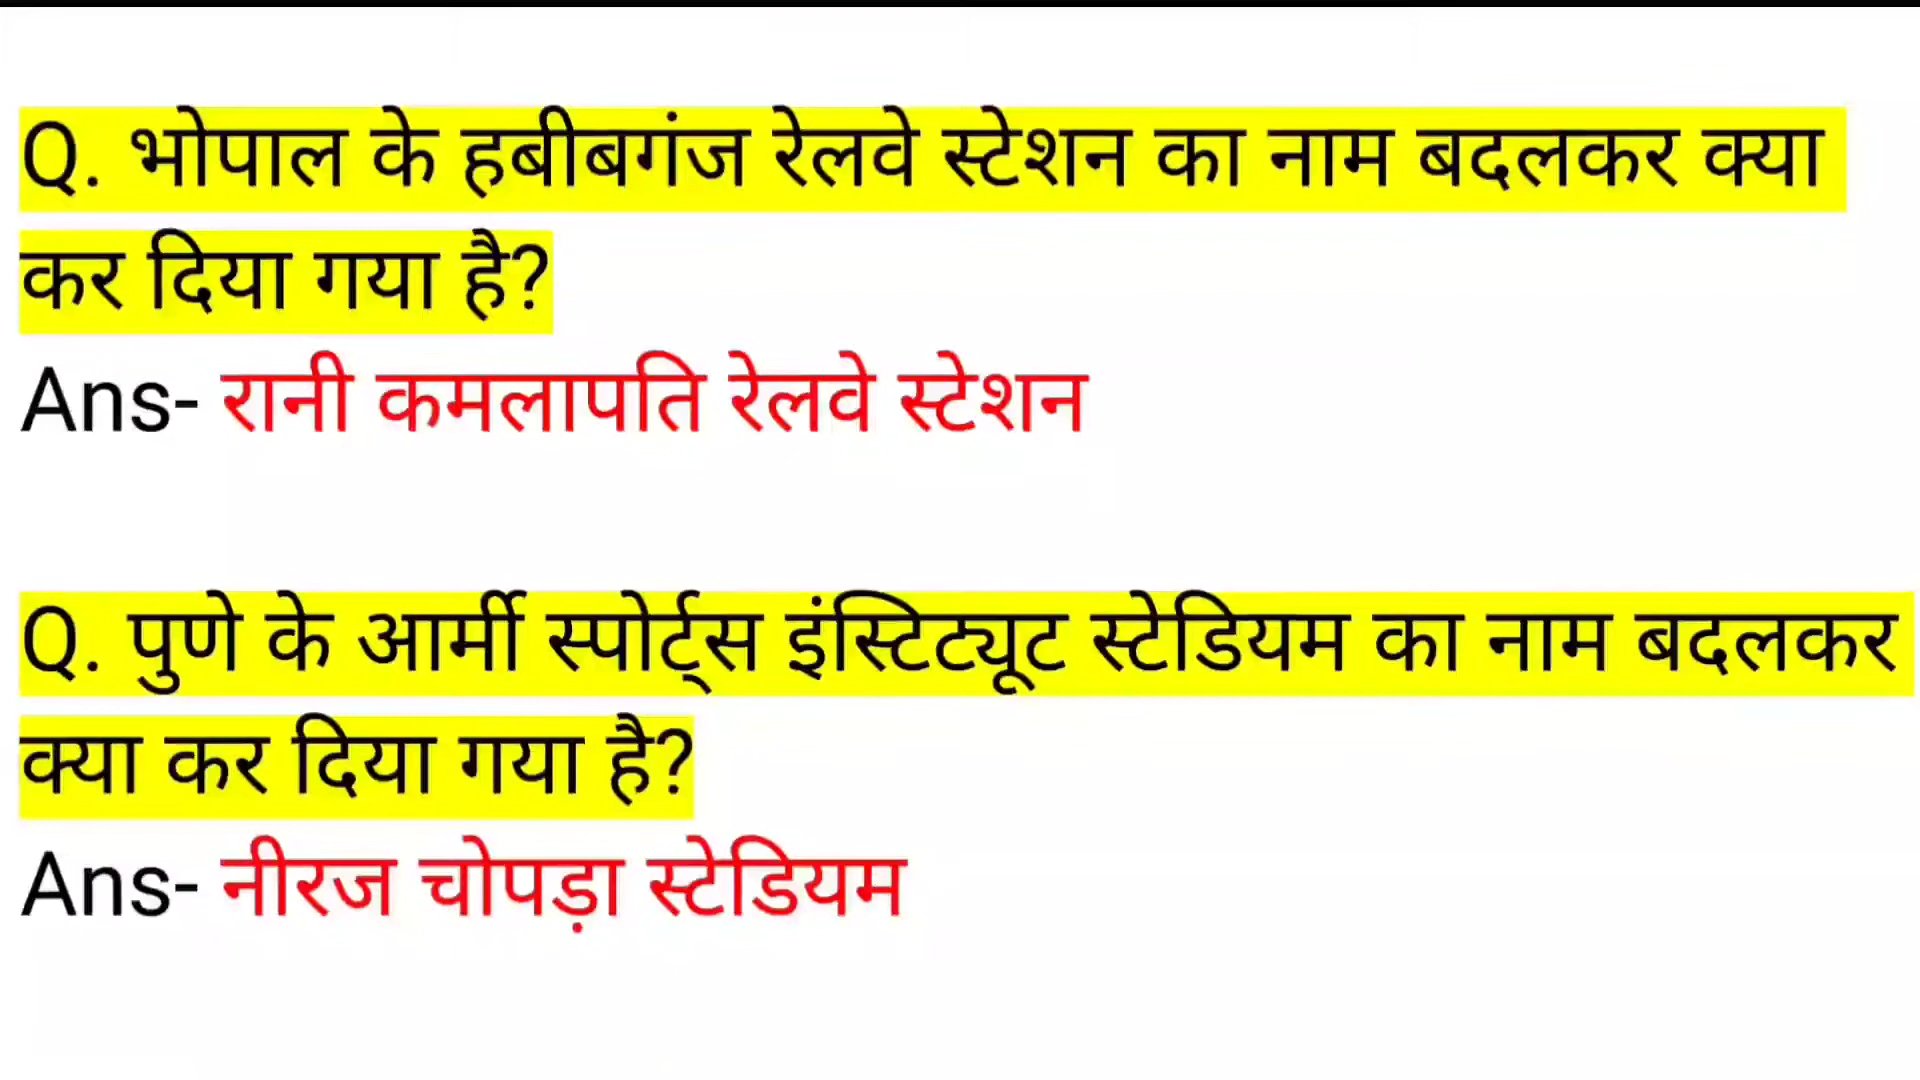 Q. भोपाल के हबीबगंज रेलवे स्टेशन का नाम बदलकर क्या
कर दिया गया है?
Ans- रानी कमलापति रेलवे स्टेशन
Q. पुणे के आर्मी स्पोर्ट्स इंस्टिट्यूट स्टेडियम का नाम बदलकर
क्या कर दिया गया है?
Ans- नीरज चोपड़ा स्टेडियम